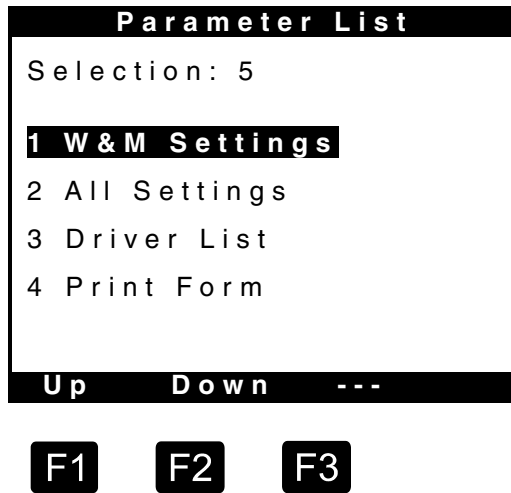 Parameter List
Selection: 5
1 W&M Settings
2 All Settings
3 Driver List
4 Print Form
Up Down ---
F1 F2 F3